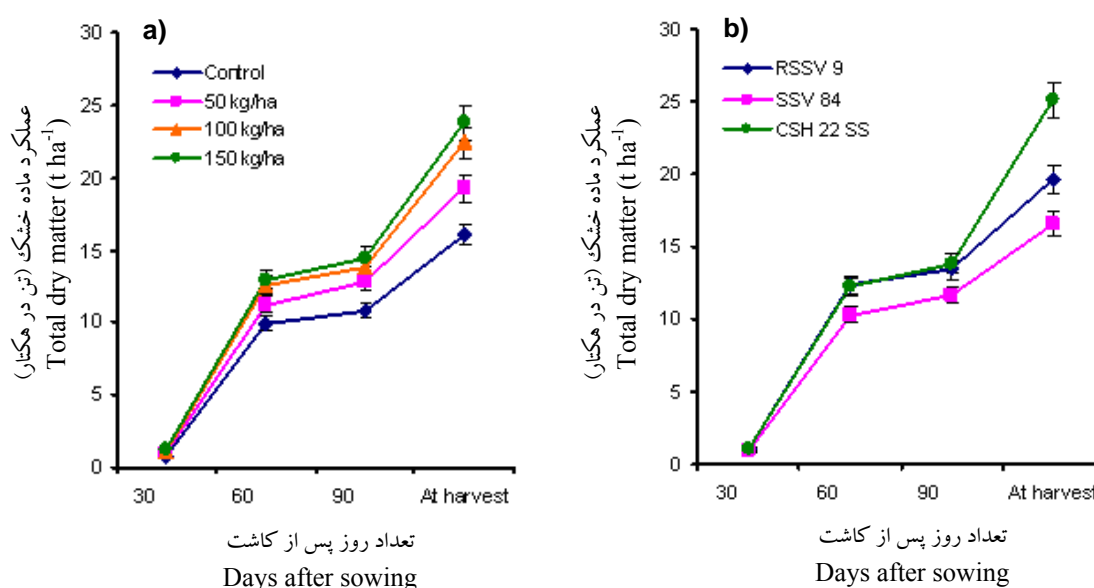 a)
Control
50 kg/ha
100 kg/ha
150 kg/ha
عملکرد ماده خشک (تن در هکتار)
Total dry matter (t ha⁻¹)
30
25
20
15
10
5
0
30 60 90 At harvest
تعداد روز پس از کاشت
Days after sowing
b)
RSSV 9
SSV 84
CSH 22 SS
عملکرد ماده خشک (تن در هکتار)
Total dry matter (t ha⁻¹)
30
25
20
15
10
5
0
30 60 90 At harvest
تعداد روز پس از کاشت
Days after sowing